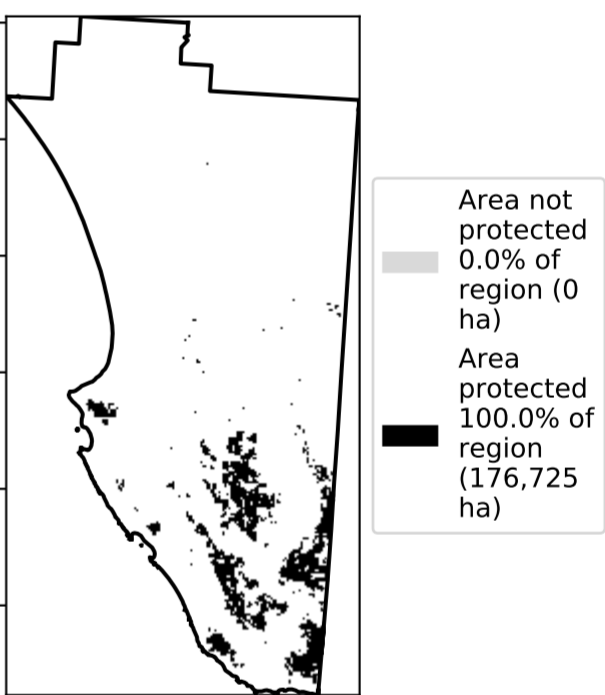 Area not
protected
0.0% of
region (0
ha)
Area
protected
100.0% of
region
(176,725
ha)